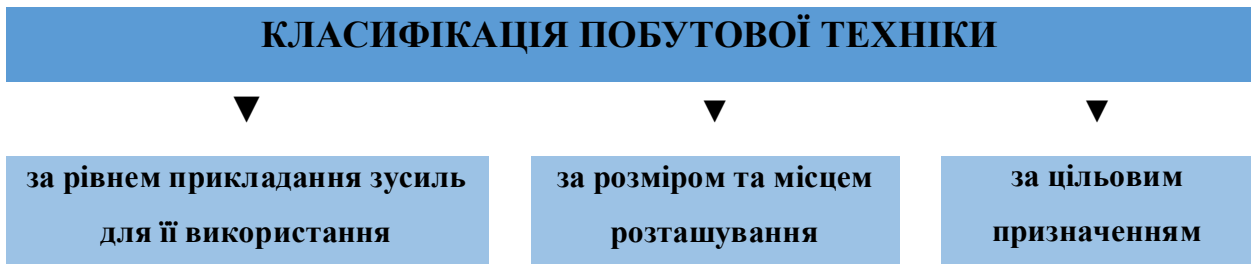 КЛАСИФІКАЦІЯ ПОБУТОВОЇ ТЕХНІКИ
за рівнем прикладання зусиль
для її використання
за розміром та місцем
розташування
за цільовим
призначенням